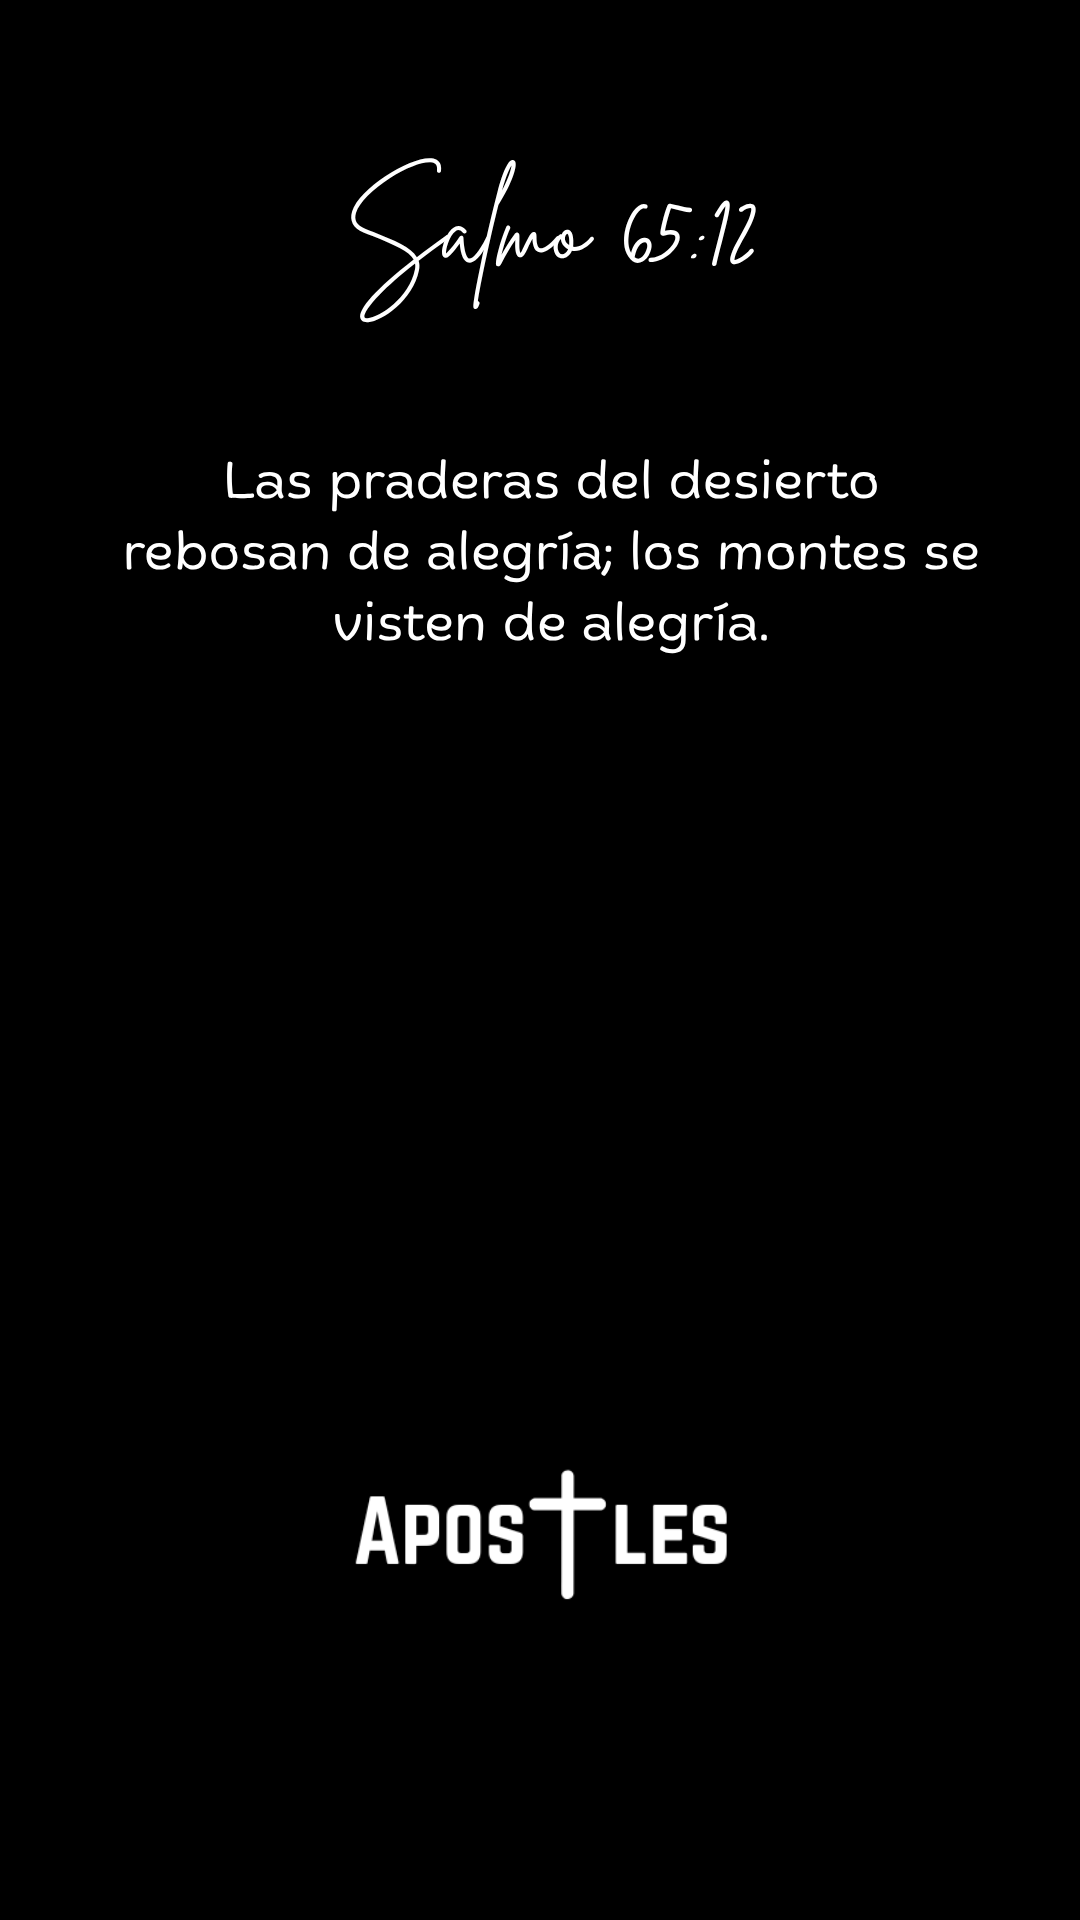 Salmo 65:12
Las praderas del desierto
rebosan de alegría; los montes se
visten de alegría.
APOSTLES